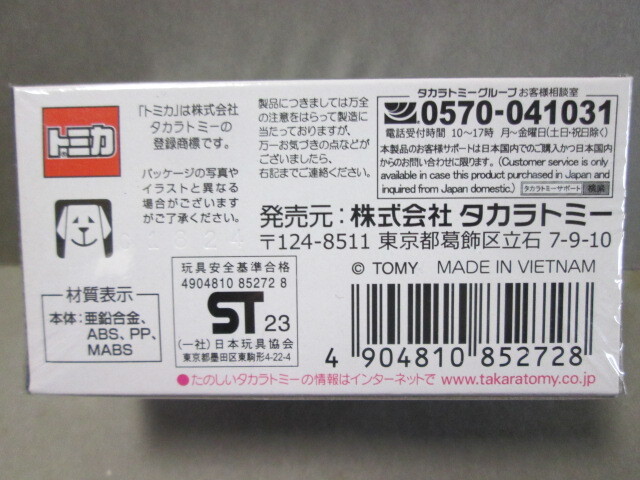 トミカ
「トミカ」は株式会社
タカラトミーの
登録商標です。
パッケージの写真や
イラストと異なる
場合がございます
がご了承ください。
製品につきましては万全
の注意をはらって製造に
当たっておりますが、
万一お気づきの点などが
ございましたら、
右記までご連絡ください。
タカラトミーグループお客様相談室
0570-041031
電話受付時間 10～17時 月～金曜日(土・日・祝日除く)
本製品のお客様サポートは日本国内でのご購入かつ日本国内
からのお問い合わせに限ります。(Customer service is only
available in case this product purchased in Japan and
inquired from Japan domestic.) タカラトミーサポート 検索
発売元：株式会社 タカラトミー
〒124-8511 東京都葛飾区立石 7-9-10
材質表示
本体：亜鉛合金、
ABS、PP、
MABS
玩具安全基準合格
4904810 85272 8
ST 23
(一社)日本玩具協会
東京都墨田区東駒形4-22-4
© TOMY MADE IN VIETNAM
4 904810 852728
●たのしいタカラトミーの情報はインターネットで www.takaratomy.co.jp